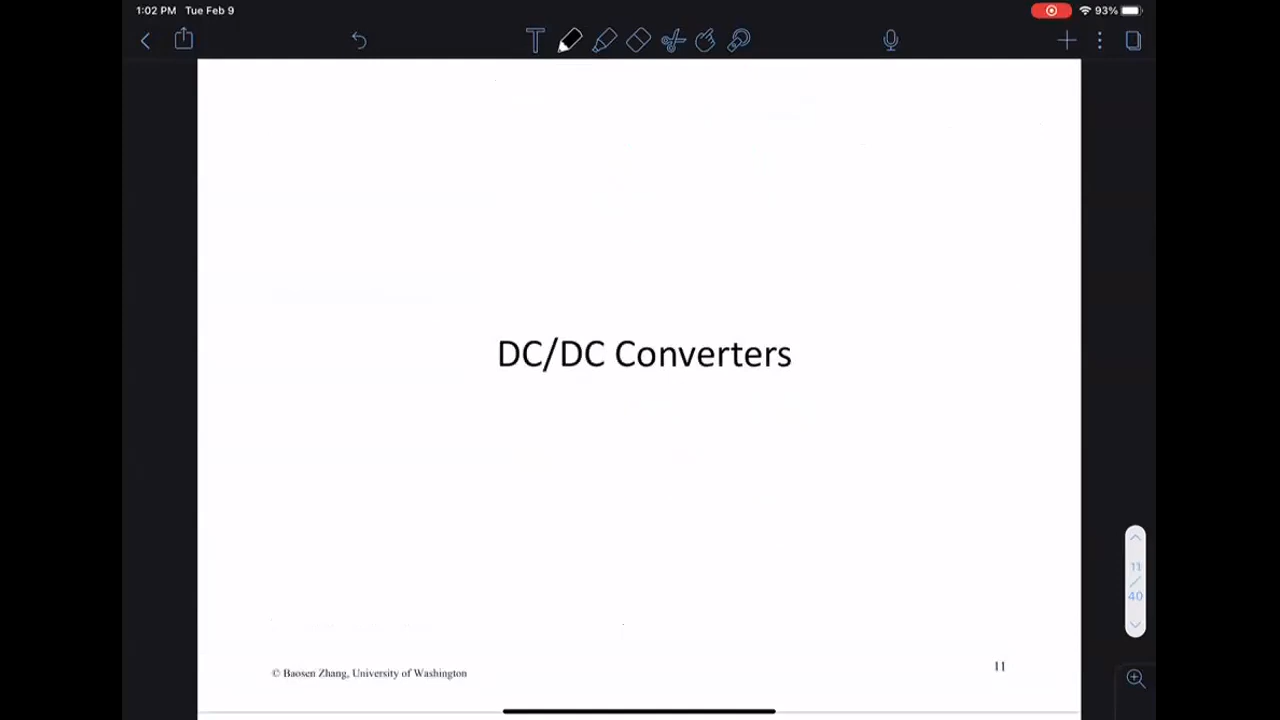 1:02 PM Tue Feb 9
93%
T
DC/DC Converters
11
/
40
© Baosen Zhang, University of Washington
11